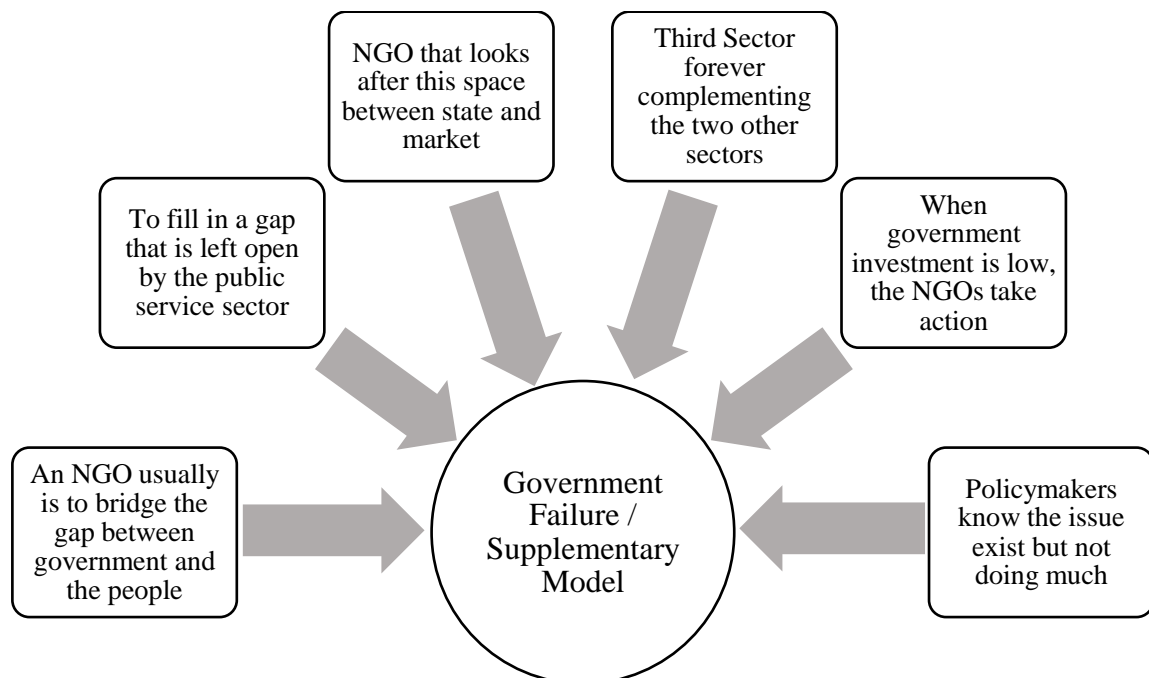 An NGO usually
is to bridge the
gap between
government and
the people
To fill in a gap
that is left open
by the public
service sector
NGO that looks
after this space
between state and
market
Third Sector
forever
complementing
the two other
sectors
When
government
investment is low,
the NGOs take
action
Policymakers
know the issue
exist but not
doing much
Government
Failure /
Supplementary
Model